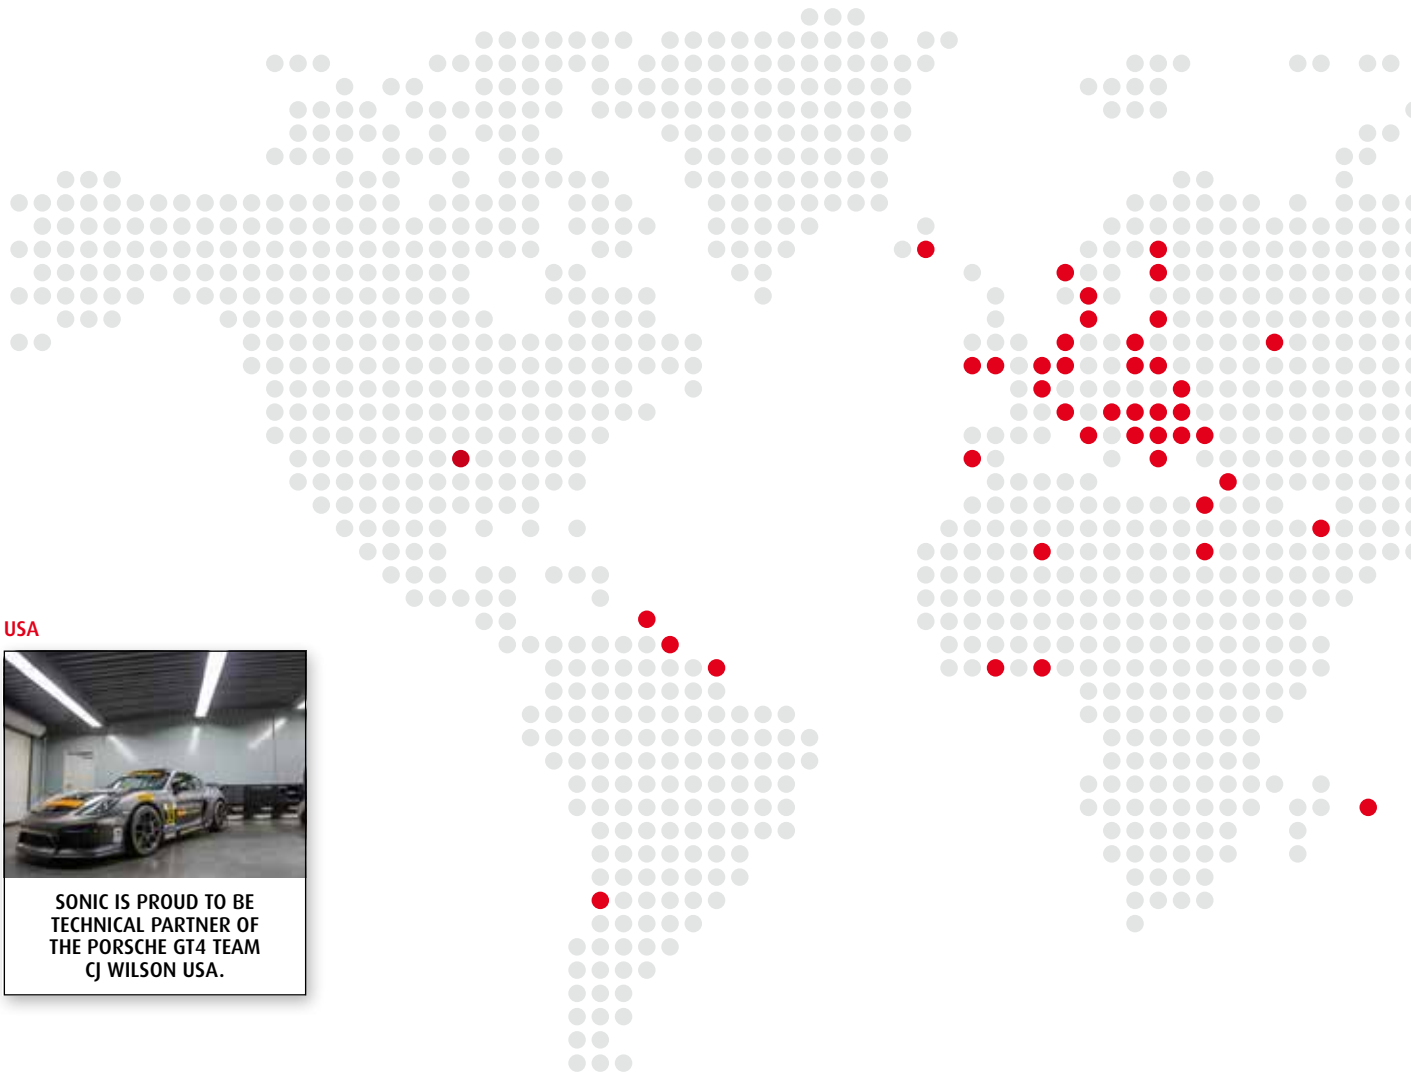 USA
SONIC IS PROUD TO BE
TECHNICAL PARTNER OF
THE PORSCHE GT4 TEAM
CJ WILSON USA.